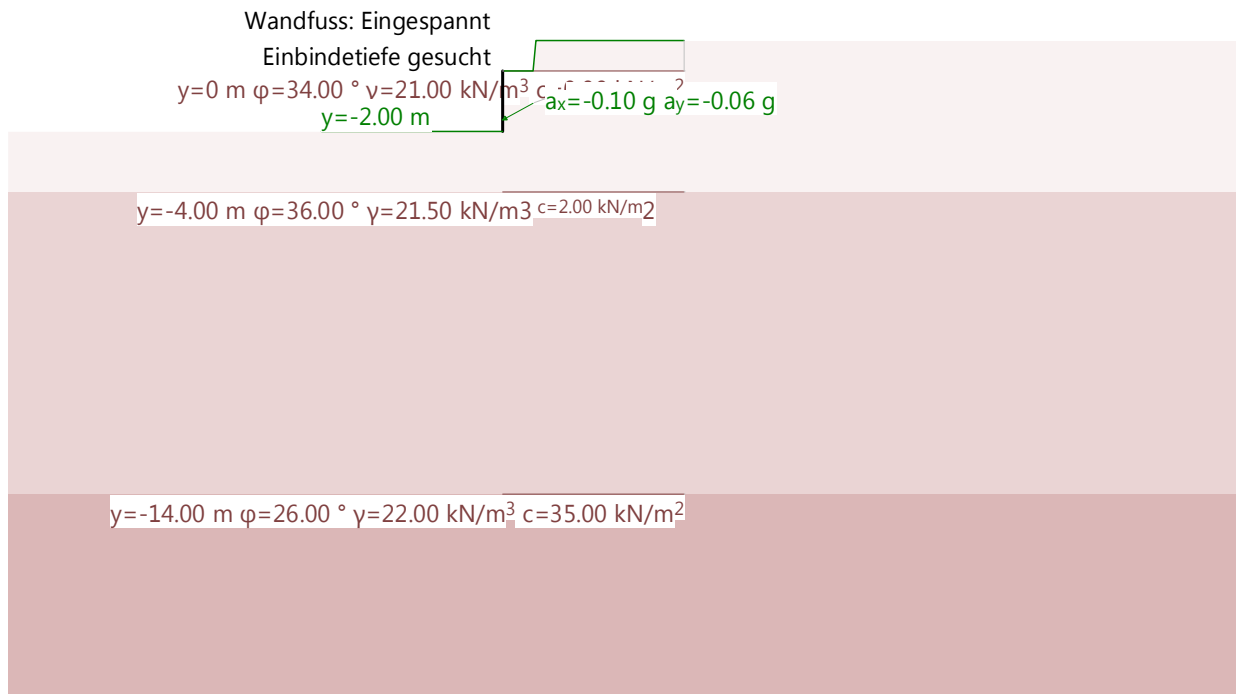 Wandfuss: Eingespannt
Einbindetiefe gesucht
y=0 m φ=34.00 ° γ=21.00 kN/m³
ax=-0.10 g ay=-0.06 g
y=-2.00 m
y=-4.00 m φ=36.00 ° γ=21.50 kN/m3 c=2.00 kN/m2
y=-14.00 m φ=26.00 ° γ=22.00 kN/m³ c=35.00 kN/m²